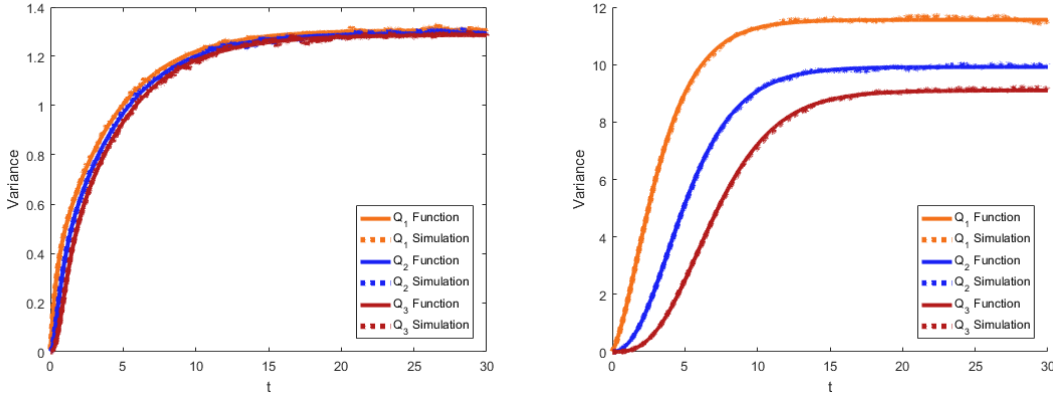 1.4
1.2
1
0.8
0.6
0.4
0.2
0
Variance
0 5 10 15 20 25 30
t
Q1 Function
Q1 Simulation
Q2 Function
Q2 Simulation
Q3 Function
Q3 Simulation
12
10
8
6
4
2
0
Variance
0 5 10 15 20 25 30
t
Q1 Function
Q1 Simulation
Q2 Function
Q2 Simulation
Q3 Function
Q3 Simulation